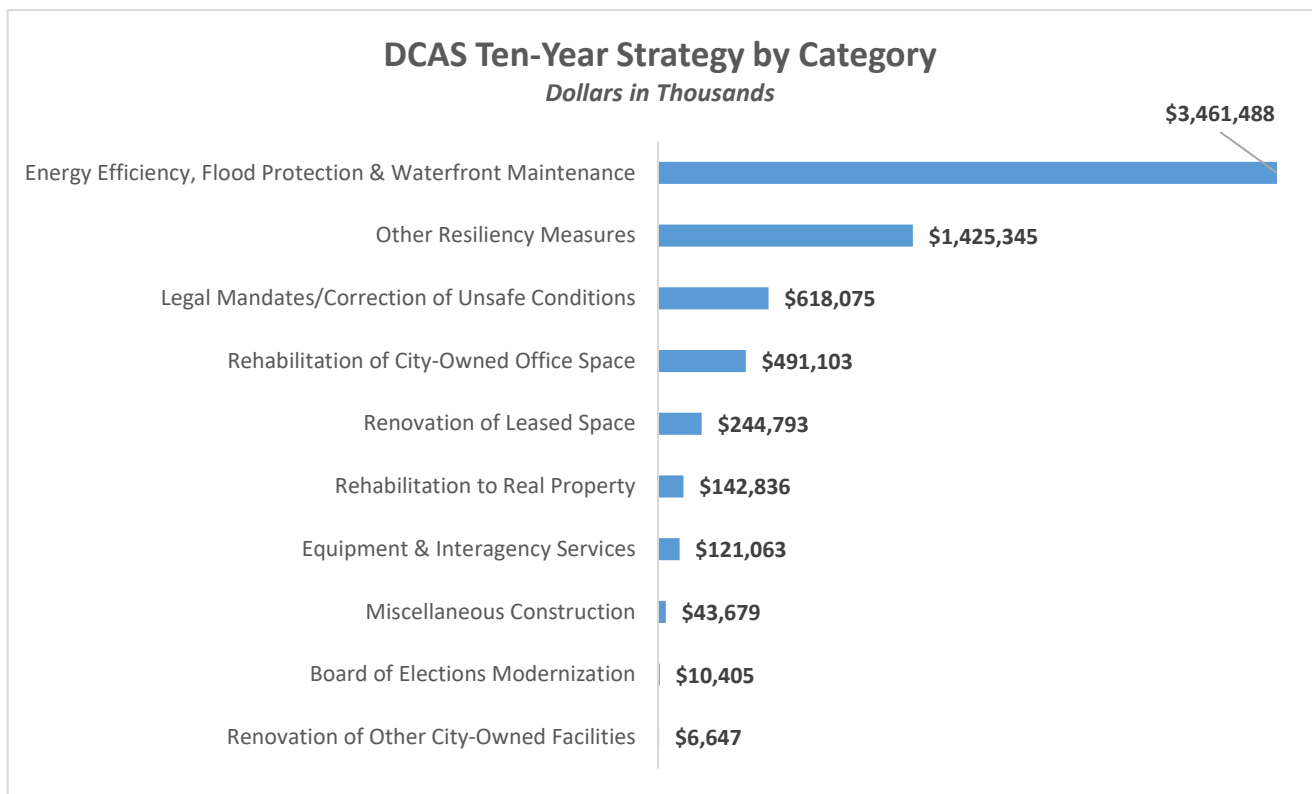 DCAS Ten-Year Strategy by Category
Dollars in Thousands
$3,461,488
Energy Efficiency, Flood Protection & Waterfront Maintenance
Other Resiliency Measures $1,425,345
Legal Mandates/Correction of Unsafe Conditions $618,075
Rehabilitation of City-Owned Office Space $491,103
Renovation of Leased Space $244,793
Rehabilitation to Real Property $142,836
Equipment & Interagency Services $121,063
Miscellaneous Construction $43,679
Board of Elections Modernization $10,405
Renovation of Other City-Owned Facilities $6,647